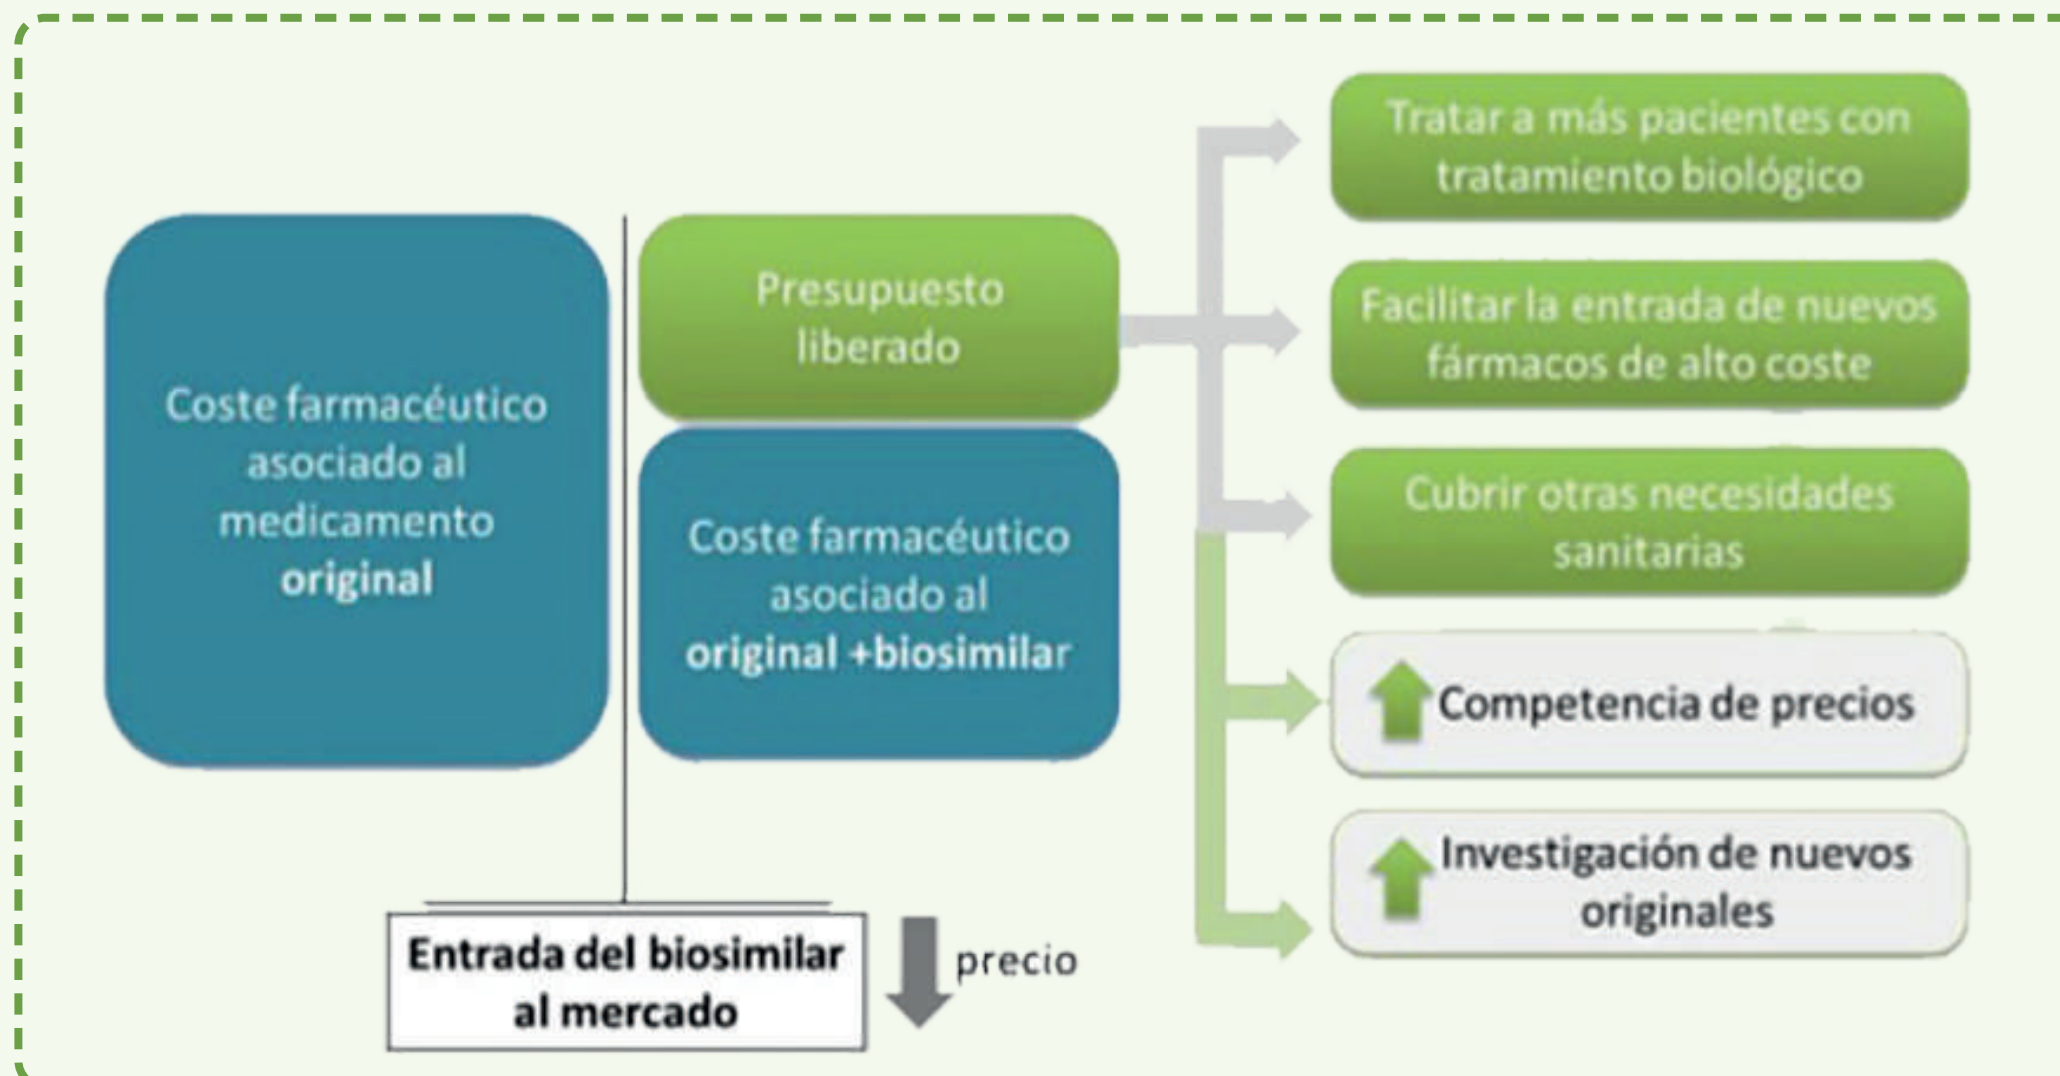 Coste farmacéutico
asociado al
medicamento
original
Presupuesto
liberado
Coste farmacéutico
asociado al
original +biosimilar
Entrada del biosimilar
al mercado
precio
Tratar a más pacientes con
tratamiento biológico
Facilitar la entrada de nuevos
fármacos de alto coste
Cubrir otras necesidades
sanitarias
Competencia de precios
Investigación de nuevos
originales